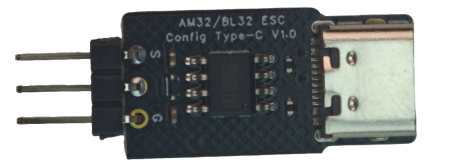 AM32/BL32 ESC
Config Type-C V1.0
S
G